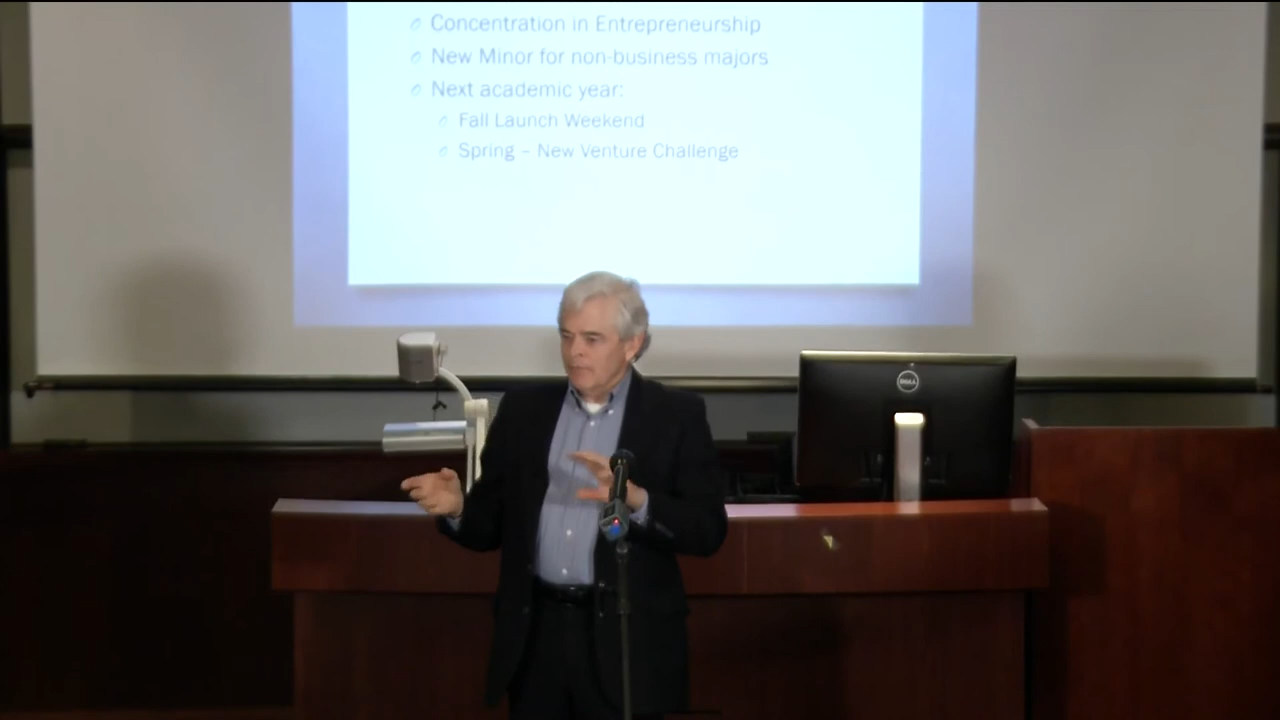 Concentration in Entrepreneurship
New Minor for non-business majors
Next academic year:
Fall Launch Weekend
Spring – New Venture Challenge
DELL